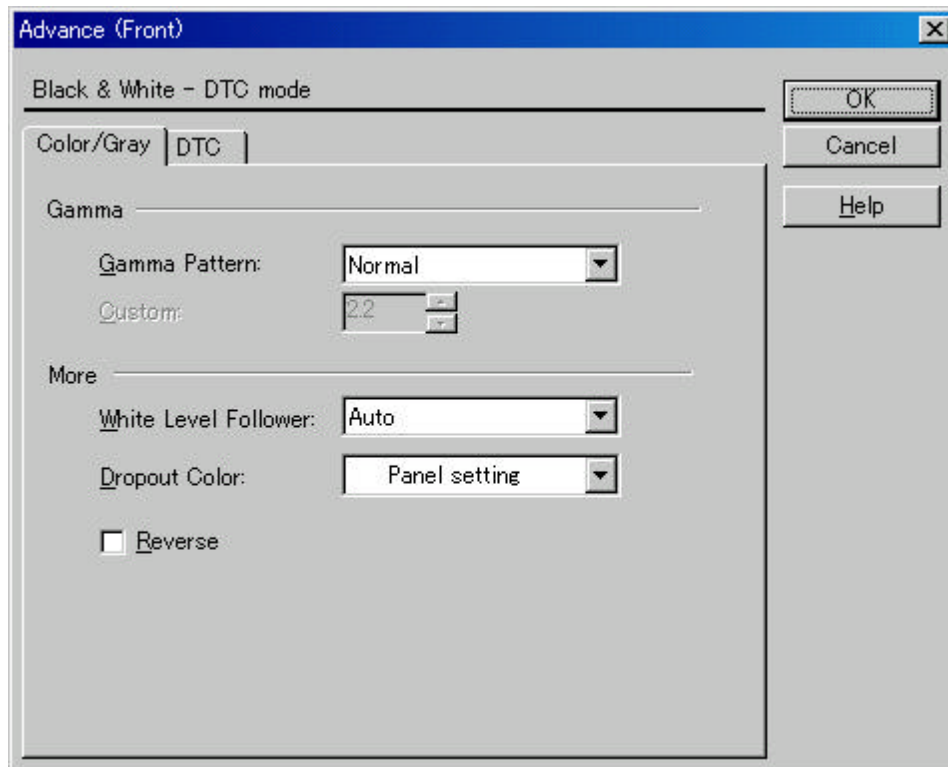 Advance (Front)
Black & White - DTC mode
OK
Color/Gray
DTC
Cancel
Gamma
Help
Gamma Pattern:
Normal
Custom:
2.2
More
White Level Follower:
Auto
Dropout Color:
Panel setting
Reverse